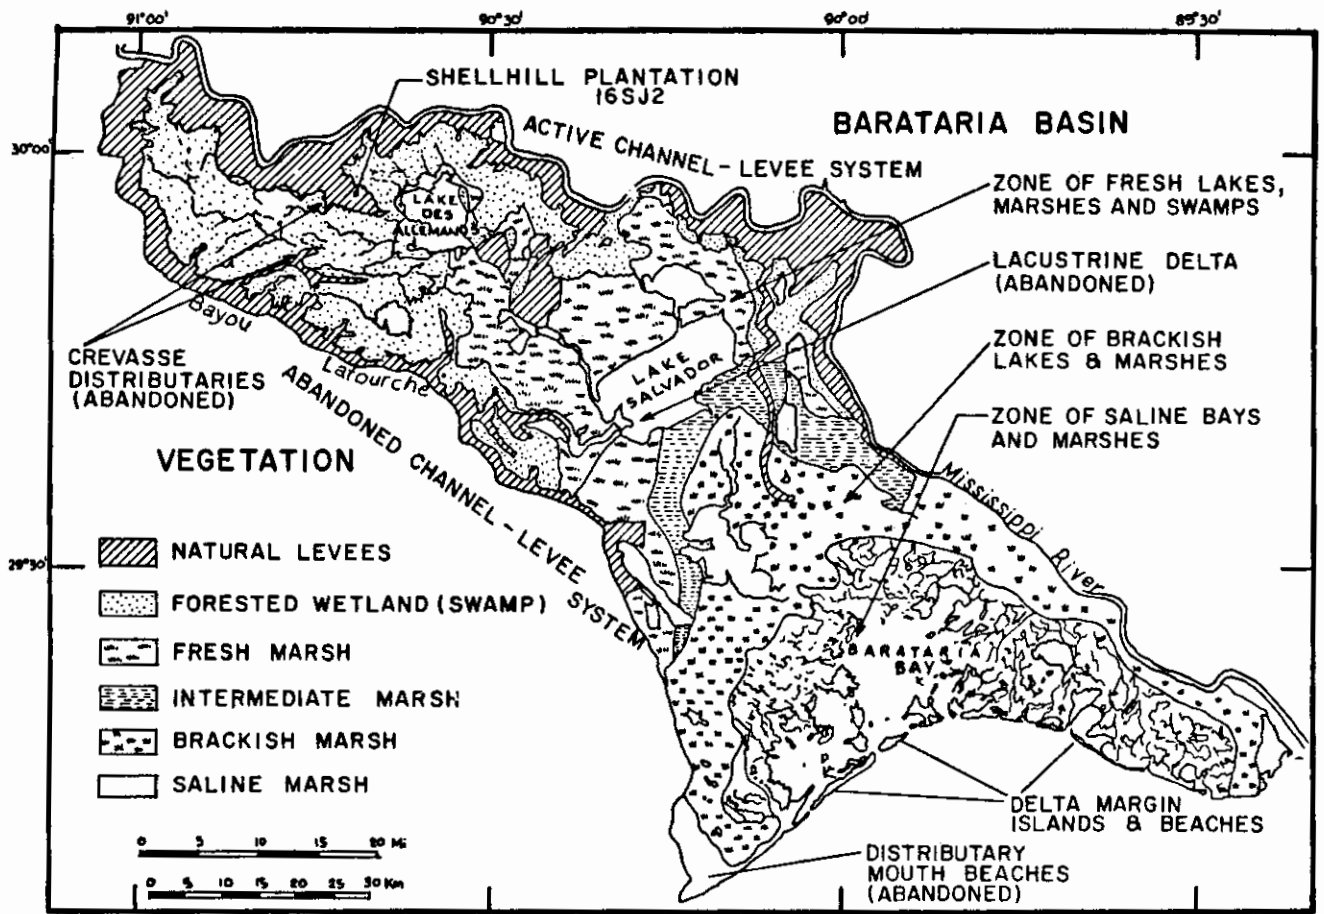 91°00'
90°30'
90°00'
89°30'
SHELLHILL PLANTATION
16SJ2
ACTIVE CHANNEL - LEVEE SYSTEM
BARATARIA BASIN
30°00'
ZONE OF FRESH LAKES,
MARSHES AND SWAMPS
LAKE
DES
ALLEMANDS
LACUSTRINE DELTA
(ABANDONED)
Bayou
Lafourche
CREVASSE
DISTRIBUTARIES
(ABANDONED)
LAKE
SALVADOR
ZONE OF BRACKISH
LAKES & MARSHES
ABANDONED CHANNEL - LEVEE SYSTEM
ZONE OF SALINE BAYS
AND MARSHES
Mississippi River
VEGETATION
29°30'
NATURAL LEVEES
FORESTED WETLAND (SWAMP)
FRESH MARSH
INTERMEDIATE MARSH
BRACKISH MARSH
SALINE MARSH
BARATARIA
BAY
DELTA MARGIN
ISLANDS & BEACHES
DISTRIBUTARY
MOUTH BEACHES
(ABANDONED)
0 5 10 15 20 Mi
0 5 10 15 20 25 30 Km